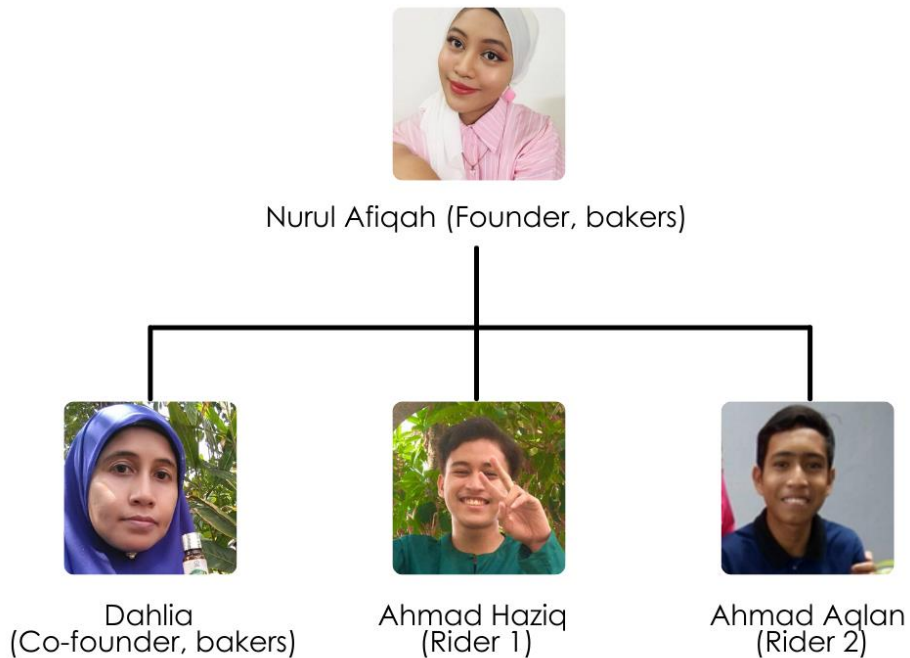 Nurul Afiqah (Founder, bakers)
Dahlia
(Co-founder, bakers)
Ahmad Haziq
(Rider 1)
Ahmad Aqlan
(Rider 2)